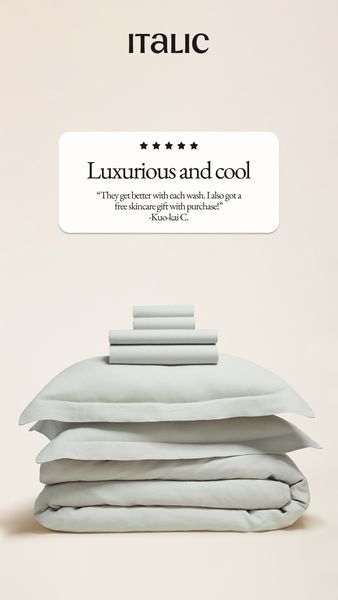 ITALIC
Luxurious and cool
“They get better with each wash. I also got a
free skincare gift with purchase!”
-Kuo-kai C.